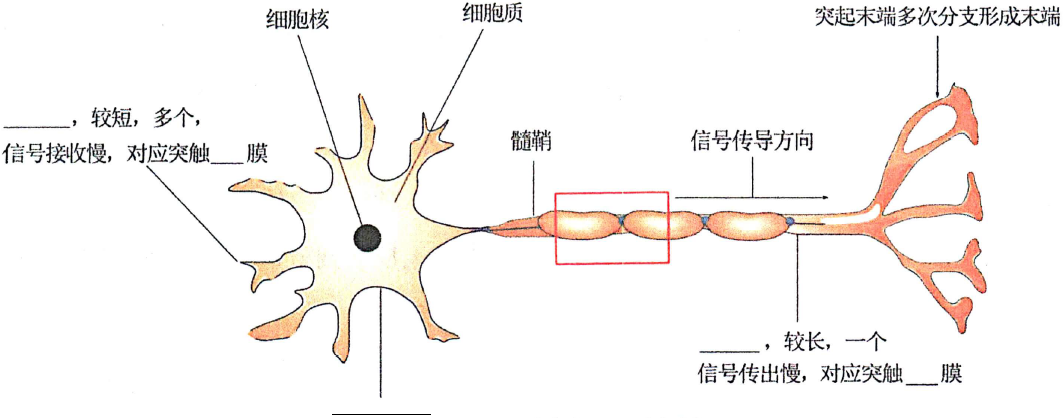 细胞核
细胞质
突起末端多次分支形成末端
______，较短，多个，
信号接收慢，对应突触___膜
髓鞘
信号传导方向
______，较长，一个
信号传出慢，对应突触___膜